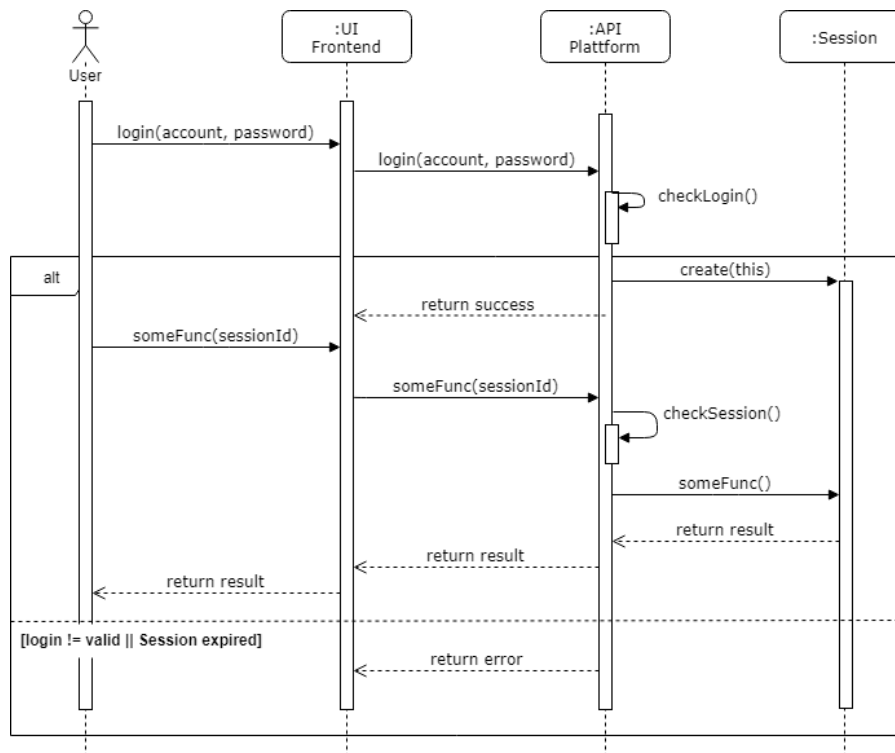 :UI
Frontend
:API
Plattform
:Session
User
login(account, password)
login(account, password)
checkLogin()
alt
create(this)
return success
someFunc(sessionId)
someFunc(sessionId)
checkSession()
someFunc()
return result
return result
return result
[login != valid || Session expired]
return error